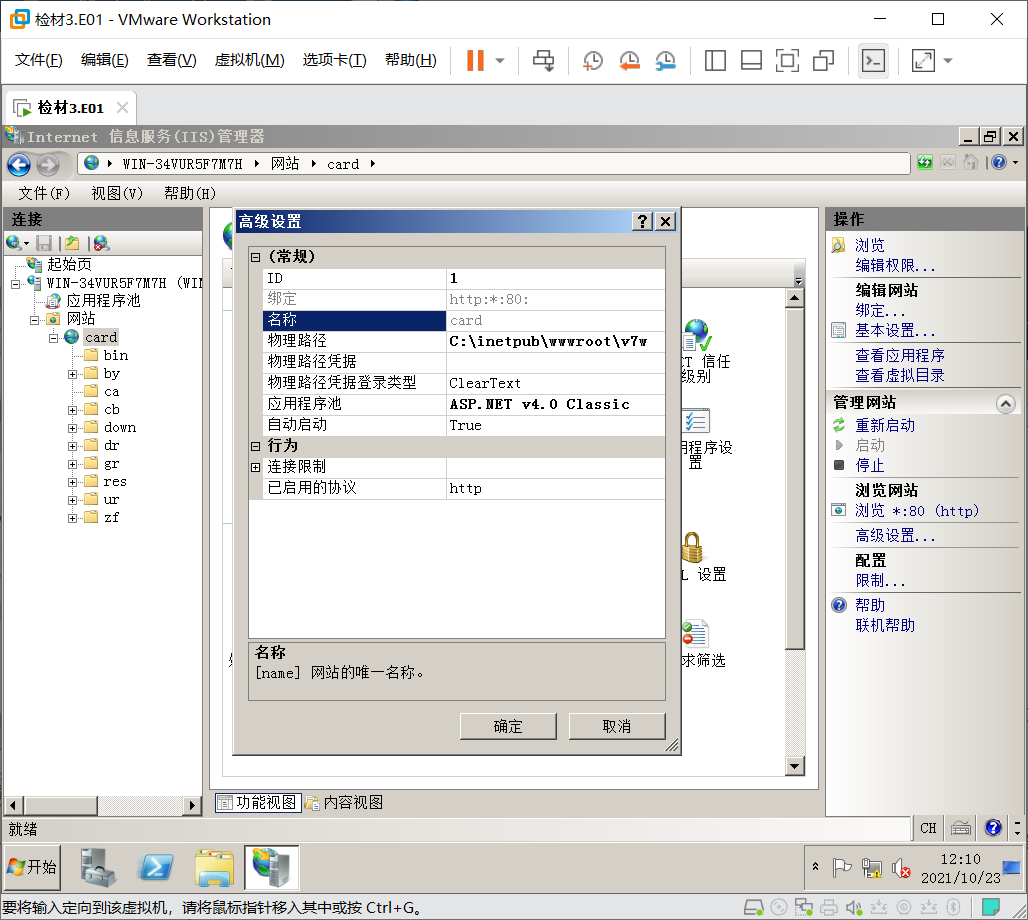 检材3.E01 - VMware Workstation
文件(F) 编辑(E) 查看(V) 虚拟机(M) 选项卡(T) 帮助(H)
检材3.E01
Internet 信息服务(IIS)管理器
WIN-34VUR5F7M7H 网站 card
文件(F) 视图(V) 帮助(H)
连接
起始页
WIN-34VUR5F7M7H (WIN
应用程序池
网站
card
bin
by
ca
cb
down
dr
gr
res
ur
zf
高级设置
(常规)
ID 1
绑定 http:*:80:
名称 card
物理路径 C:\inetpub\wwwroot\v7w
物理路径凭据
物理路径凭据登录类型 ClearText
应用程序池 ASP.NET v4.0 Classic
自动启动 True
行为
连接限制
已启用的协议 http
名称
[name] 网站的唯一名称。
确定 取消
T 信任
级别
程序设
置
L 设置
求筛选
功能视图 内容视图
操作
浏览
编辑权限...
编辑网站
绑定...
基本设置...
查看应用程序
查看虚拟目录
管理网站
重新启动
启动
停止
浏览网站
浏览 *:80 (http)
高级设置...
配置
限制...
帮助
联机帮助
就绪
CH
开始
12:10
2021/10/23
要将输入定向到该虚拟机，请将鼠标指针移入其中或按 Ctrl+G。